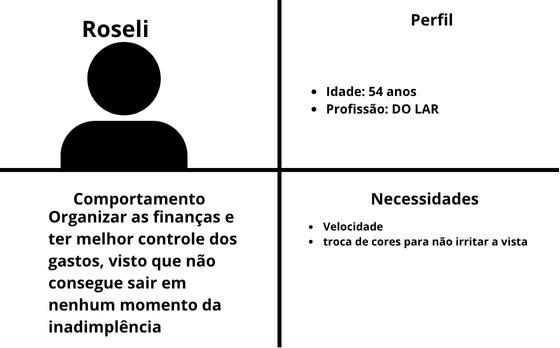 Roseli
Perfil
• Idade: 54 anos
• Profissão: DO LAR
Comportamento
Organizar as finanças e
ter melhor controle dos
gastos, visto que não
consegue sair em
nenhum momento da
inadimplência
Necessidades
• Velocidade
• troca de cores para não irritar a vista